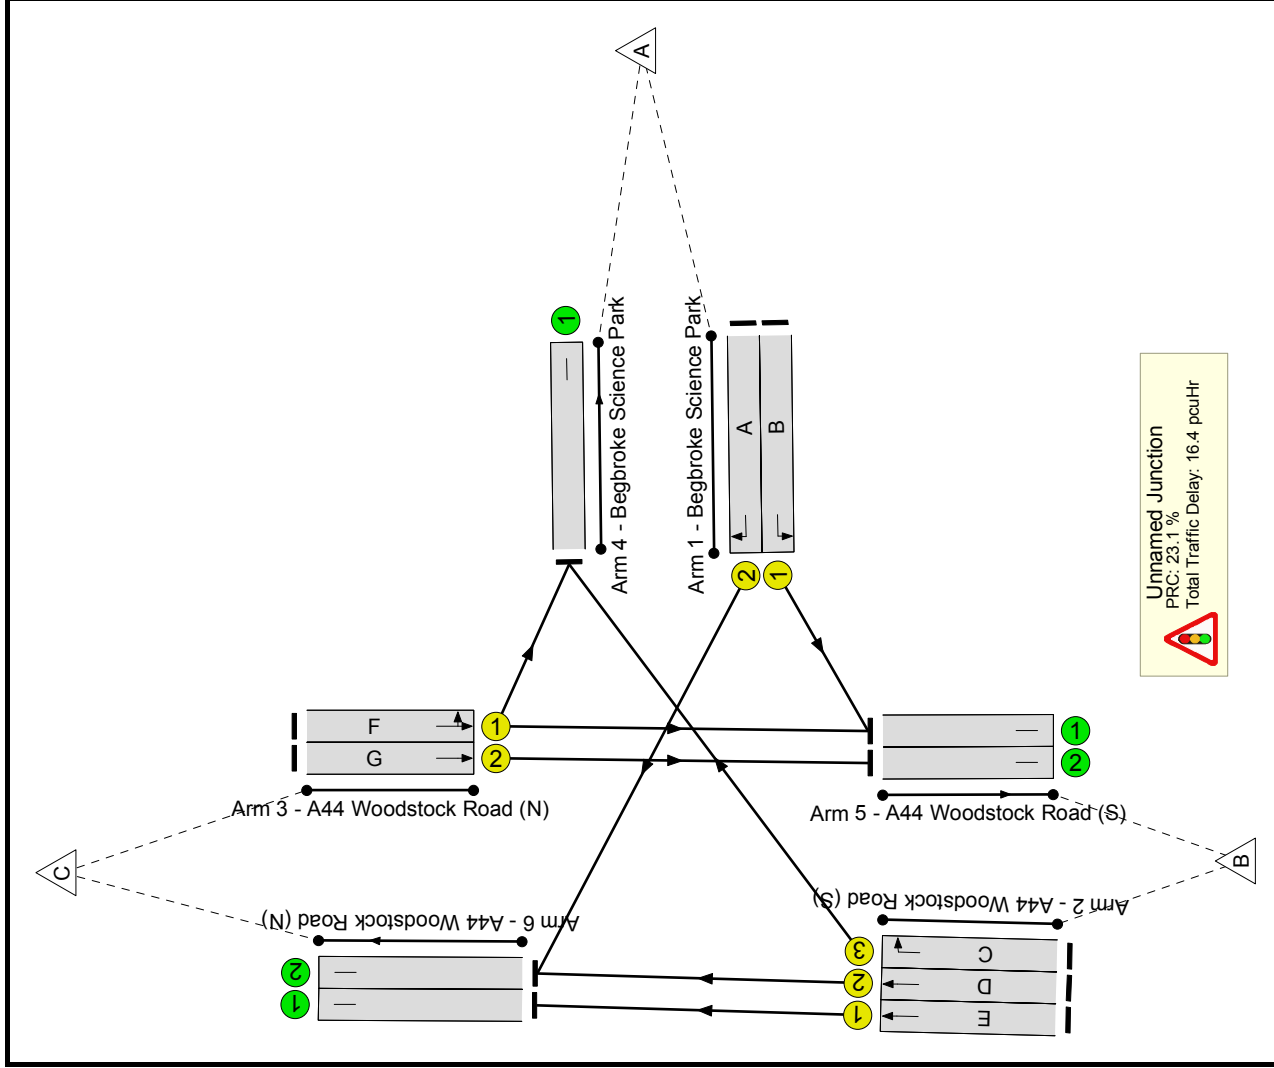 A
1
Arm 4 - Begbroke Science Park
Arm 1 - Begbroke Science Park
A
B
2
1
Unnamed Junction
PRC: 23.1 %
Total Traffic Delay: 16.4 pcuHr
F
G
1
2
Arm 3 - A44 Woodstock Road (N)
1
2
Arm 5 - A44 Woodstock Road (S)
C
B
Arm 6 - A44 Woodstock Road (N)
2
1
Arm 2 - A44 Woodstock Road (S)
3
2
1
C
D
E